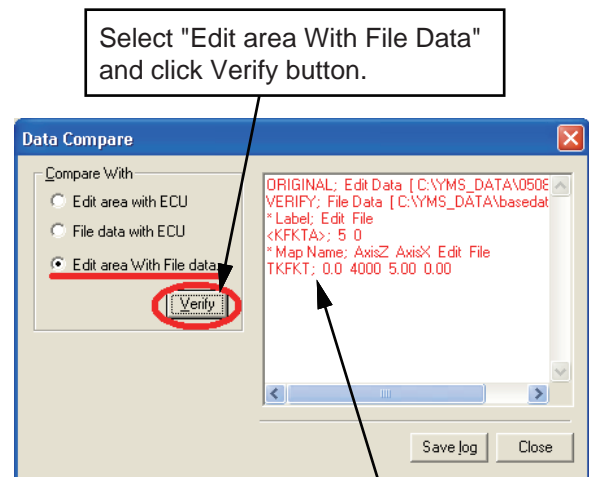 Select "Edit area With File Data"
and click Verify button.
Data Compare
Compare With
Edit area with ECU
File data with ECU
Edit area With File data
Verify
ORIGINAL; Edit Data [ C:\YMS_DATA\0508
VERIFY; File Data [ C:\YMS_DATA\basedat
* Label; Edit File
<KFKTA>; 5 0
* Map Name; AxisZ AxisX Edit File
TKFKT; 0.0 4000 5.00 0.00
Save log
Close